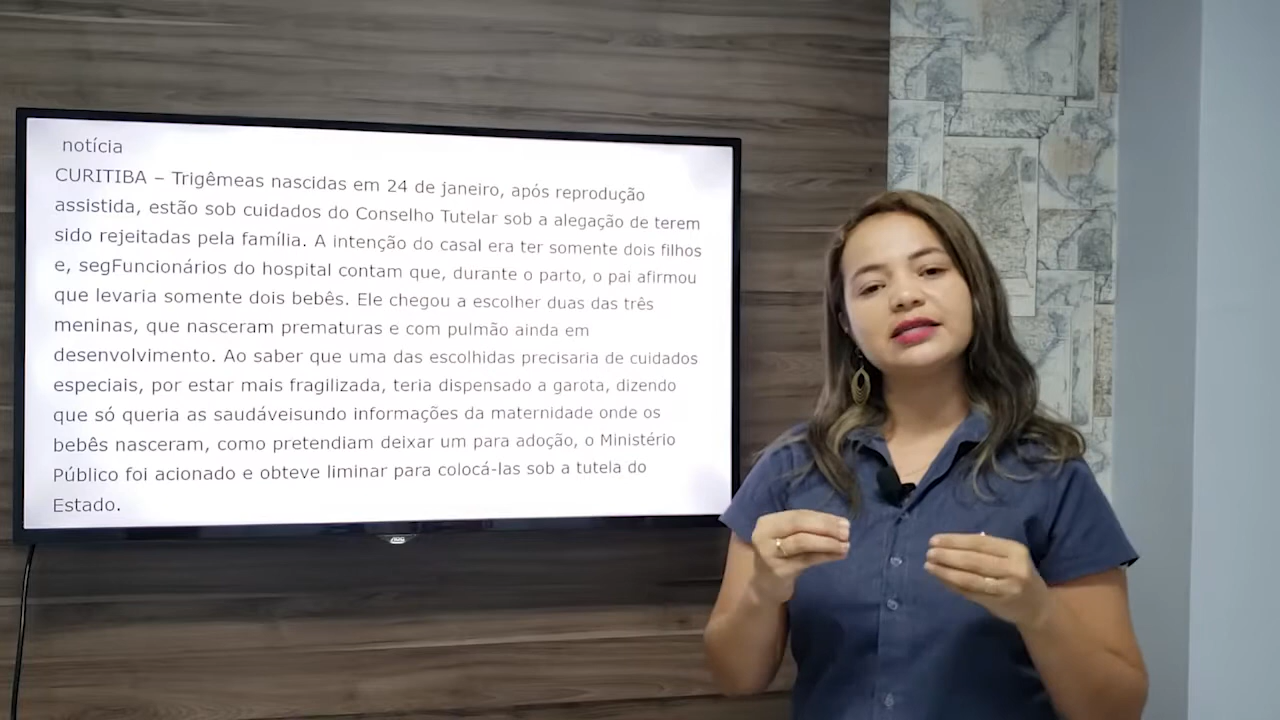 notícia
CURITIBA – Trigêmeas nascidas em 24 de janeiro, após reprodução
assistida, estão sob cuidados do Conselho Tutelar sob a alegação de terem
sido rejeitadas pela família. A intenção do casal era ter somente dois filhos
e, segFuncionários do hospital contam que, durante o parto, o pai afirmou
que levaria somente dois bebês. Ele chegou a escolher duas das três
meninas, que nasceram prematuras e com pulmão ainda em
desenvolvimento. Ao saber que uma das escolhidas precisaria de cuidados
especiais, por estar mais fragilizada, teria dispensado a garota, dizendo
que só queria as saudáveisundo informações da maternidade onde os
bebês nasceram, como pretendiam deixar um para adoção, o Ministério
Público foi acionado e obteve liminar para colocá-las sob a tutela do
Estado.